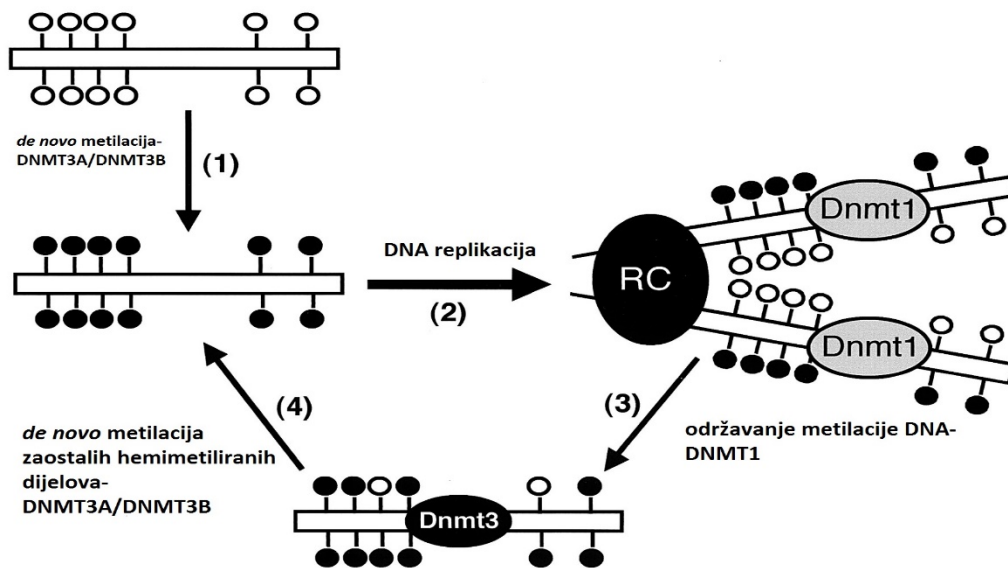 de novo metilacija-
DNMT3A/DNMT3B
(1)
DNA replikacija
(2)
RC
Dnmt1
Dnmt1
(3)
održavanje metilacije DNA-
DNMT1
(4)
de novo metilacija
zaostalih hemimetiliranih
dijelova-
DNMT3A/DNMT3B
Dnmt3